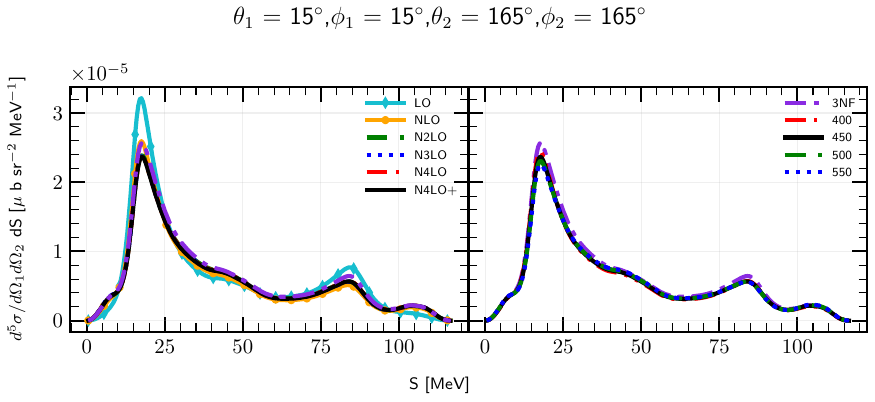 θ₁ = 15°,ϕ₁ = 15°,θ₂ = 165°,ϕ₂ = 165°
×10⁻⁵
d⁵σ/dΩ₁dΩ₂ dS [μ b sr⁻² MeV⁻¹]
3
2
1
0
LO
NLO
N2LO
N3LO
N4LO
N4LO+
3NF
400
450
500
550
0 25 50 75 100
0 25 50 75 100
S [MeV]